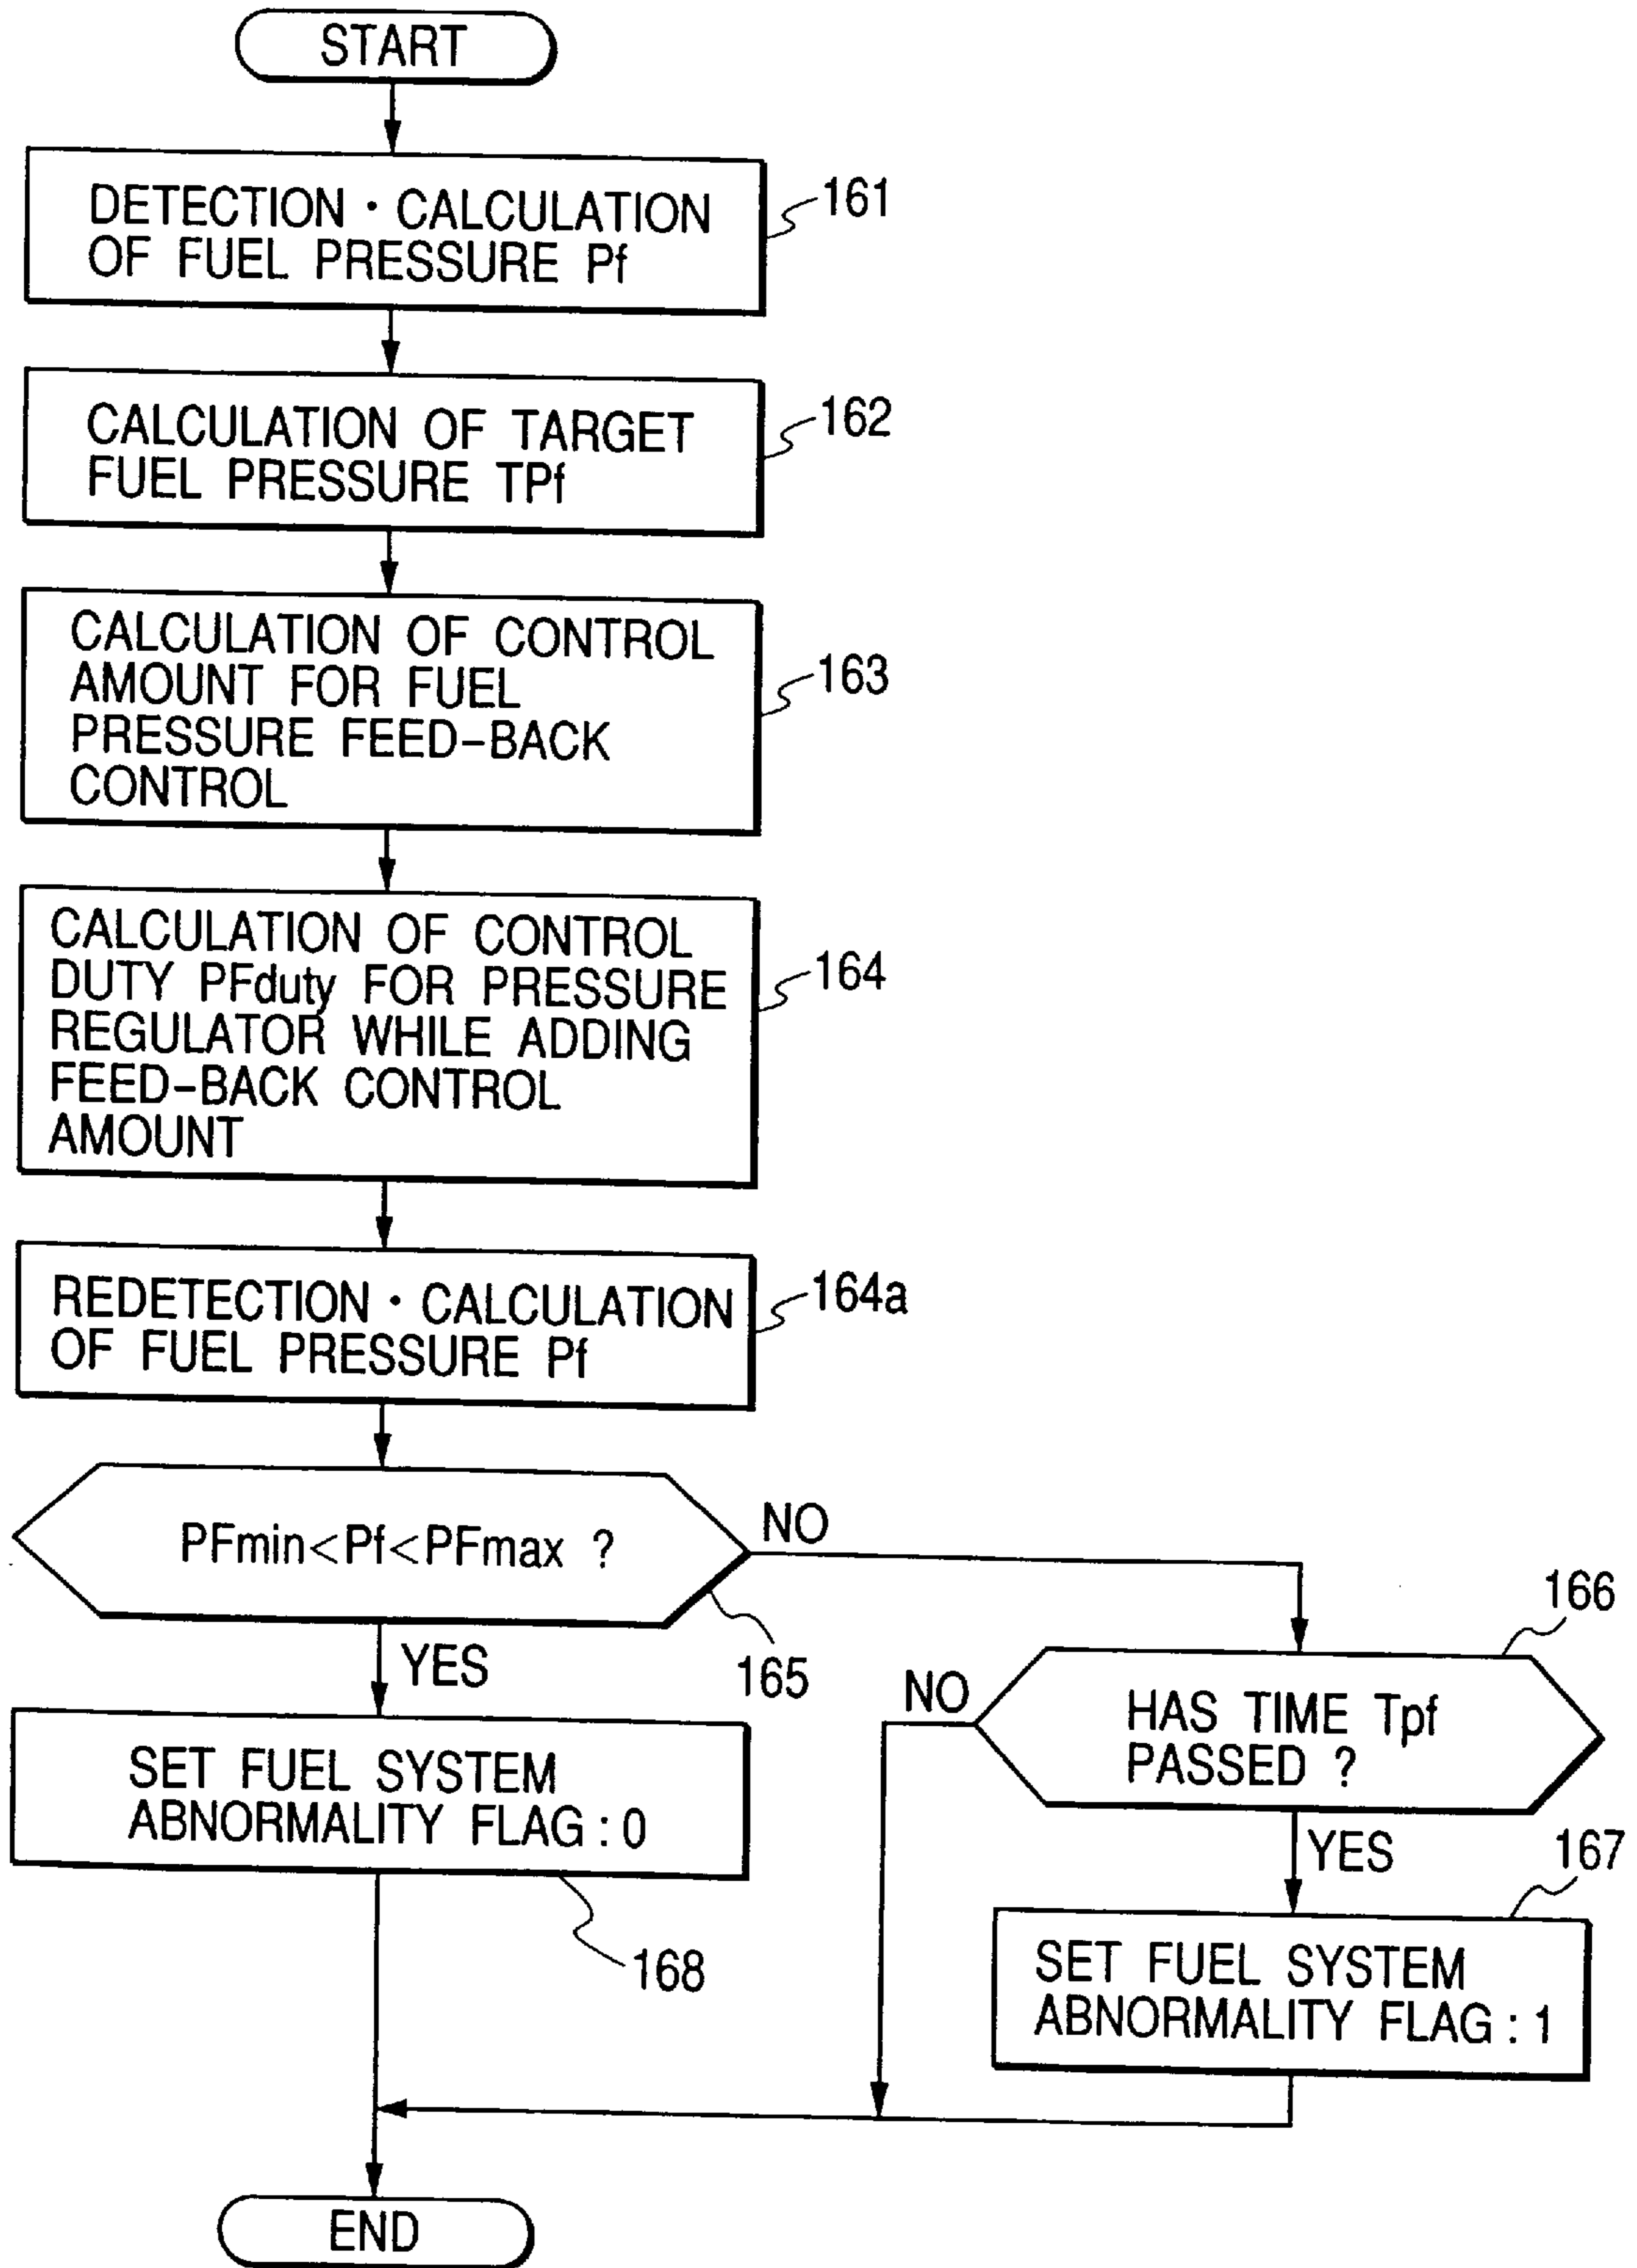 START
DETECTION・CALCULATION
OF FUEL PRESSURE Pf
161
CALCULATION OF TARGET
FUEL PRESSURE TPf
162
CALCULATION OF CONTROL
AMOUNT FOR FUEL
PRESSURE FEED-BACK
CONTROL
163
CALCULATION OF CONTROL
DUTY PFduty FOR PRESSURE
REGULATOR WHILE ADDING
FEED-BACK CONTROL
AMOUNT
164
REDETECTION・CALCULATION
OF FUEL PRESSURE Pf
164a
PFmin<Pf<PFmax ?
NO
165
YES
166
HAS TIME Tpf
PASSED ?
NO
YES
SET FUEL SYSTEM
ABNORMALITY FLAG : 0
168
167
SET FUEL SYSTEM
ABNORMALITY FLAG : 1
END